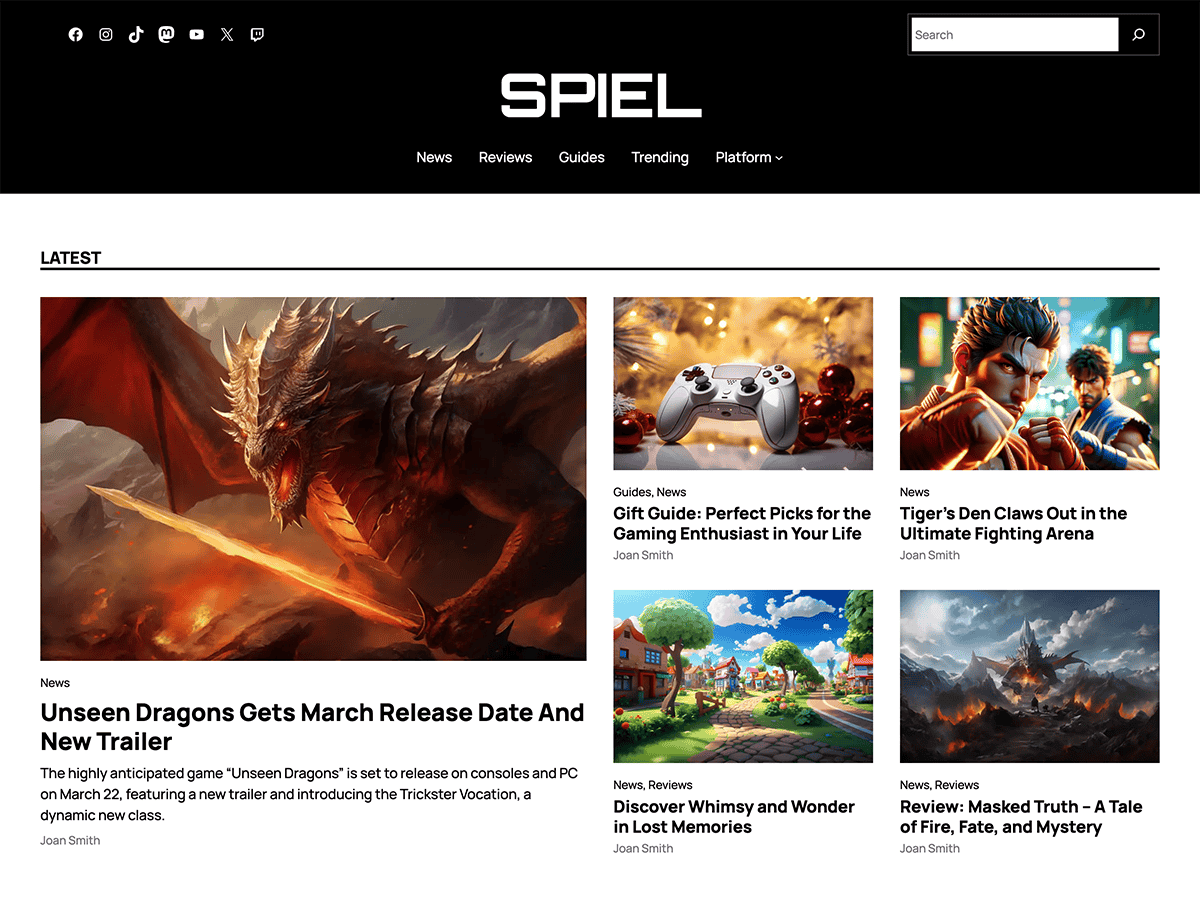 Search
SPIEL
News Reviews Guides Trending Platform
LATEST
News
Unseen Dragons Gets March Release Date And
New Trailer
The highly anticipated game “Unseen Dragons” is set to release on consoles and PC
on March 22, featuring a new trailer and introducing the Trickster Vocation, a
dynamic new class.
Joan Smith
Guides, News
Gift Guide: Perfect Picks for the
Gaming Enthusiast in Your Life
Joan Smith
News
Tiger’s Den Claws Out in the
Ultimate Fighting Arena
Joan Smith
News, Reviews
Discover Whimsy and Wonder
in Lost Memories
Joan Smith
News, Reviews
Review: Masked Truth – A Tale
of Fire, Fate, and Mystery
Joan Smith